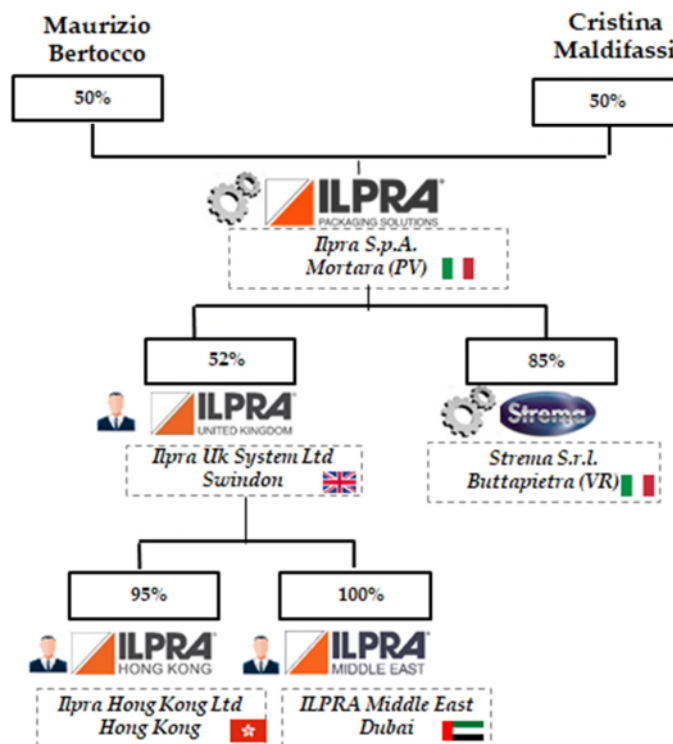 Maurizio
Bertocco
Cristina
Maldifassi
50%
50%
ILPRA®
PACKAGING SOLUTIONS
Ilpra S.p.A.
Mortara (PV)
52%
85%
ILPRA®
UNITED KINGDOM
Strema
Ilpra Uk System Ltd
Swindon
Strema S.r.l.
Buttapietra (VR)
95%
100%
ILPRA®
HONG KONG
ILPRA®
MIDDLE EAST
Ilpra Hong Kong Ltd
Hong Kong
ILPRA Middle East
Dubai